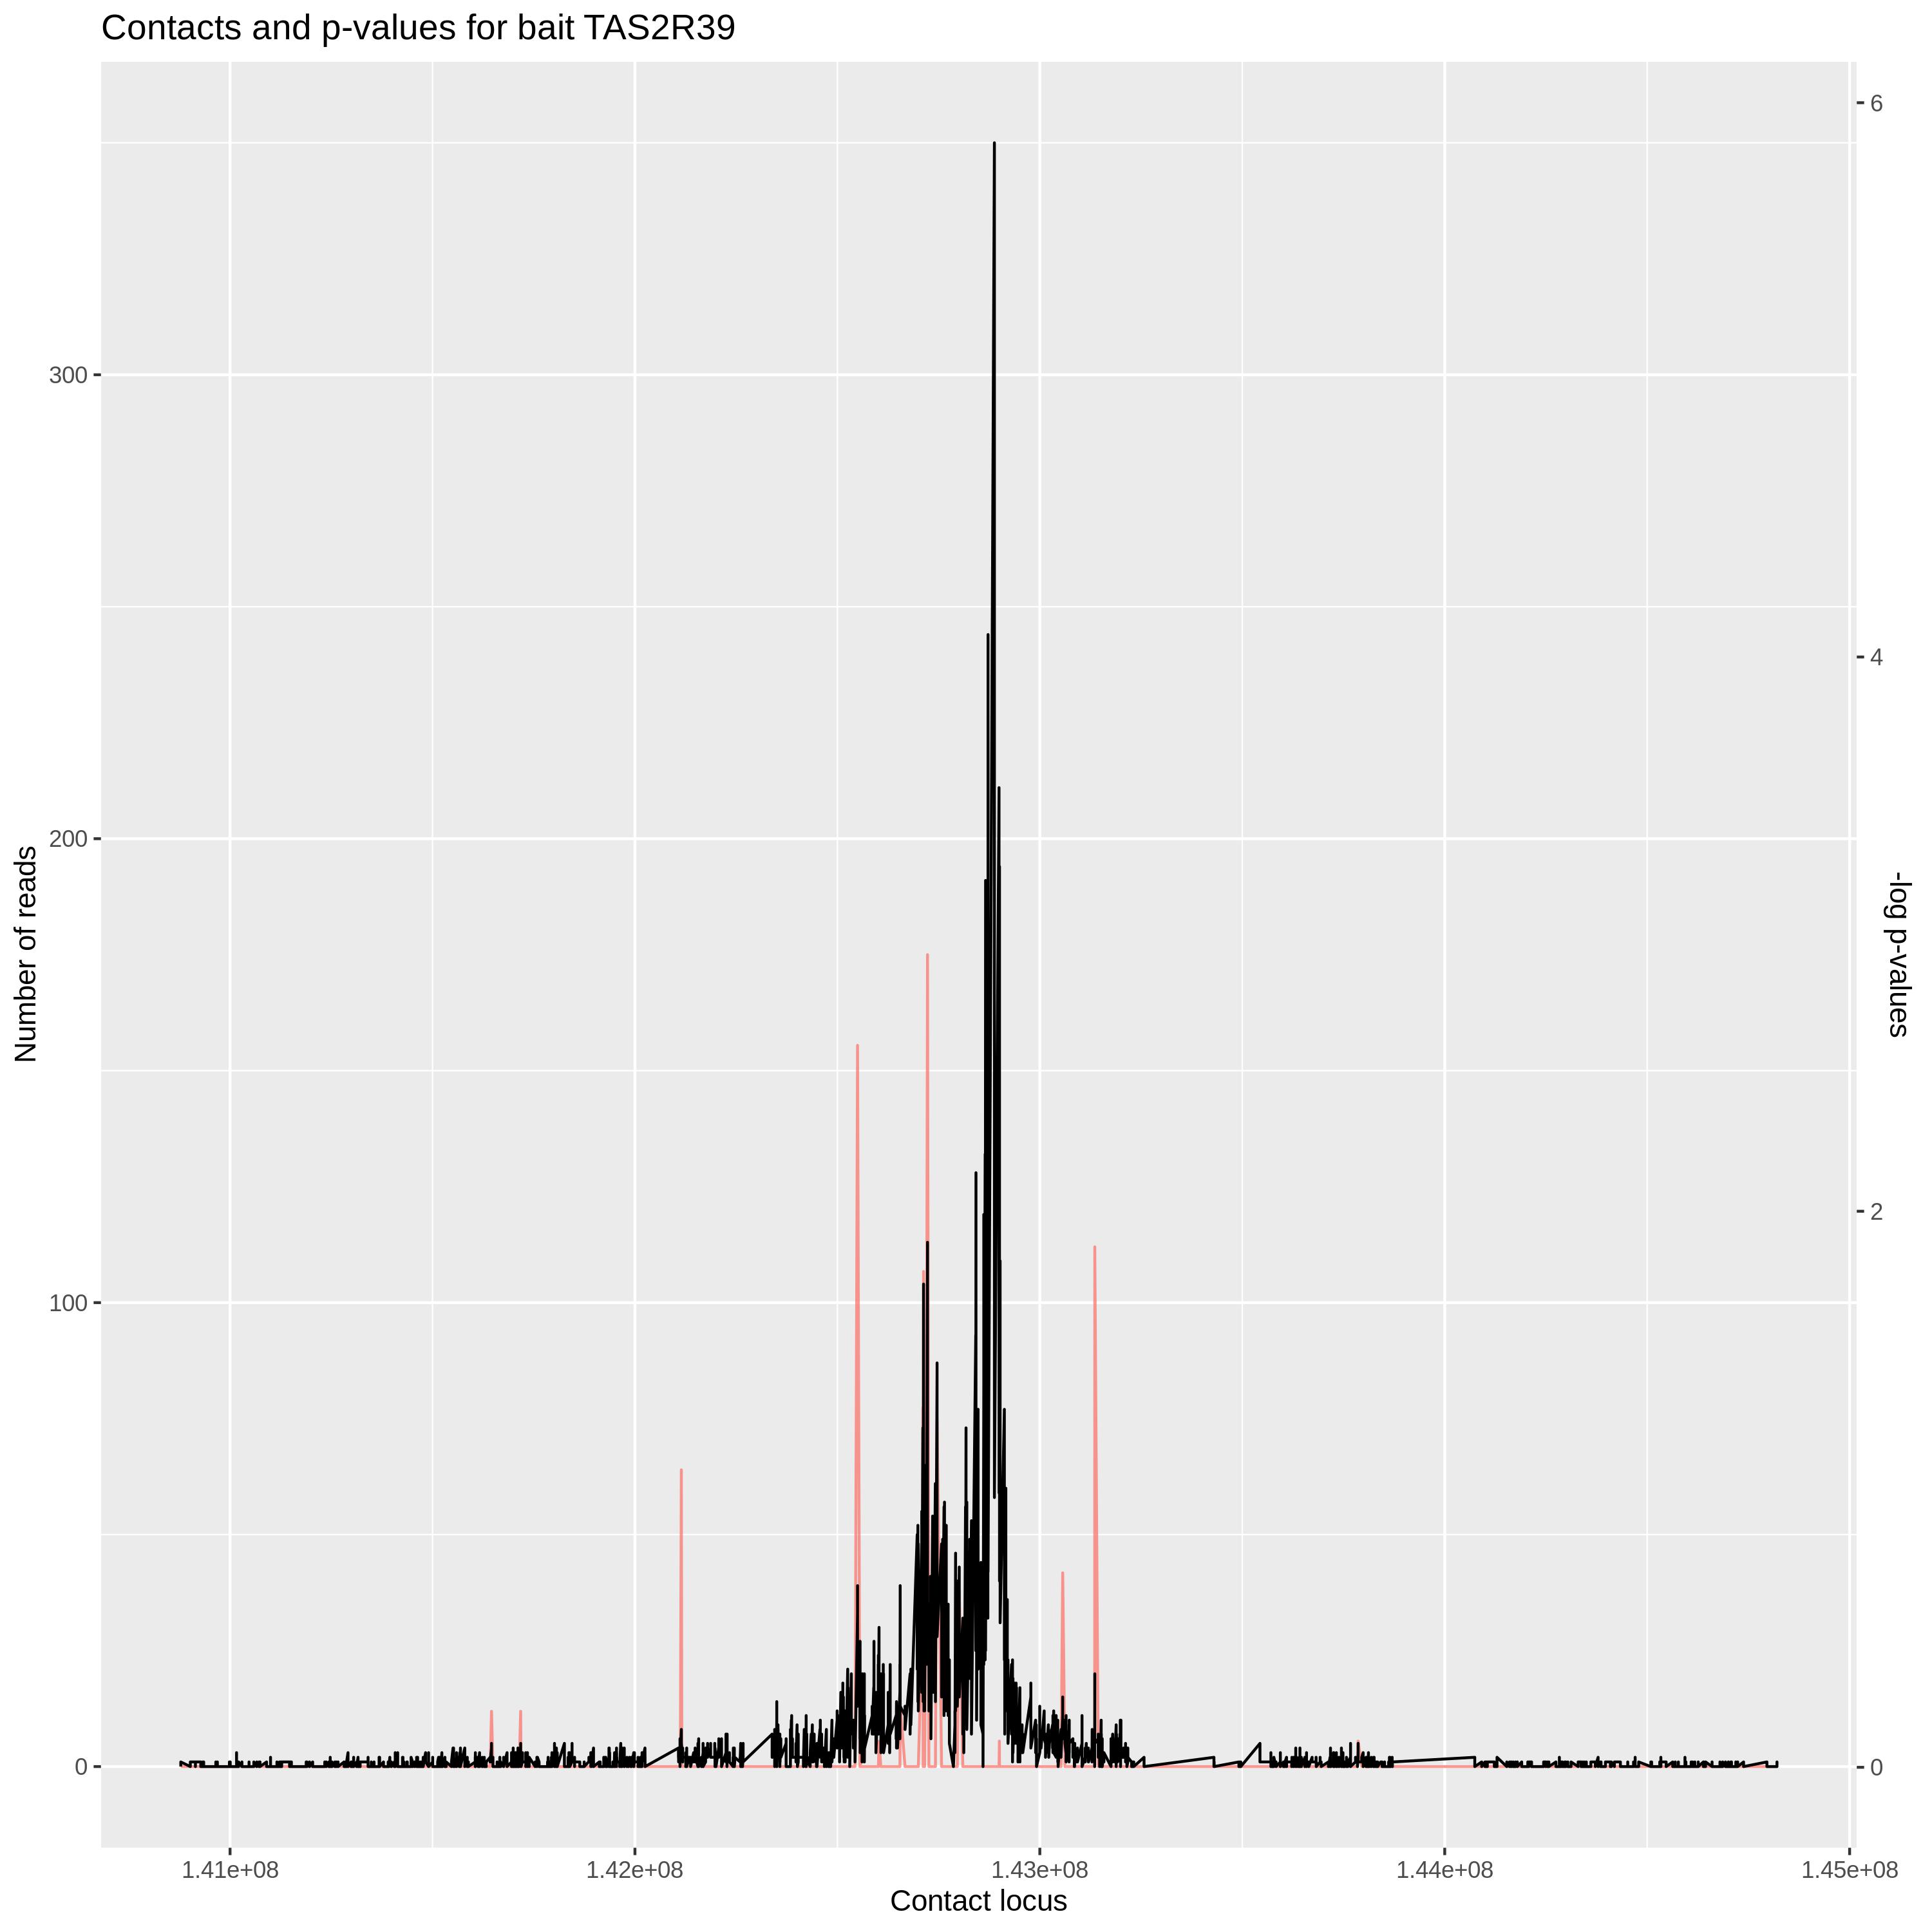 Contacts and p-values for bait TAS2R39
Number of reads
300
200
100
0
6
4
2
0
-log p-values
1.41e+08 1.42e+08 1.43e+08 1.44e+08 1.45e+08
Contact locus